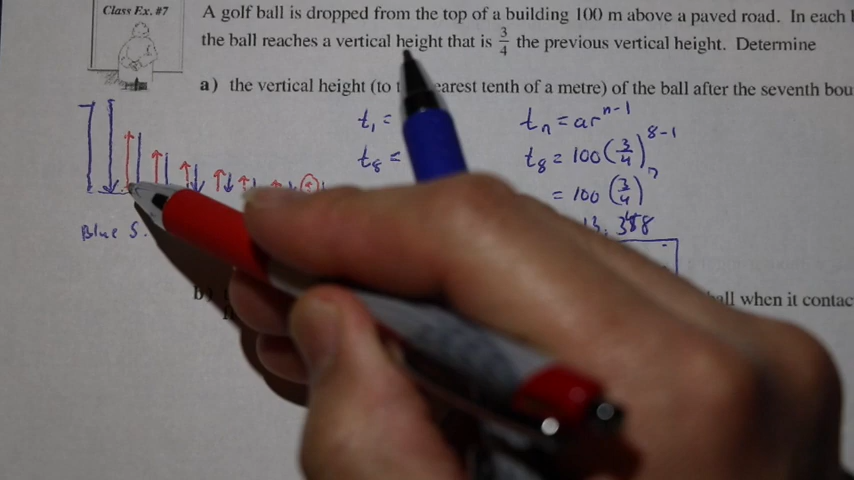 Class Ex. #7
A golf ball is dropped from the top of a building 100 m above a paved road. In each
the ball reaches a vertical height that is 3/4 the previous vertical height. Determine
a) the vertical height (to earest tenth of a metre) of the ball after the seventh bou
t₁ =
t₈ =
tₙ = arⁿ⁻¹
t₈ = 100(3/4)⁸⁻¹
= 100(3/4)⁷
Blue S.
b)
ball when it contac